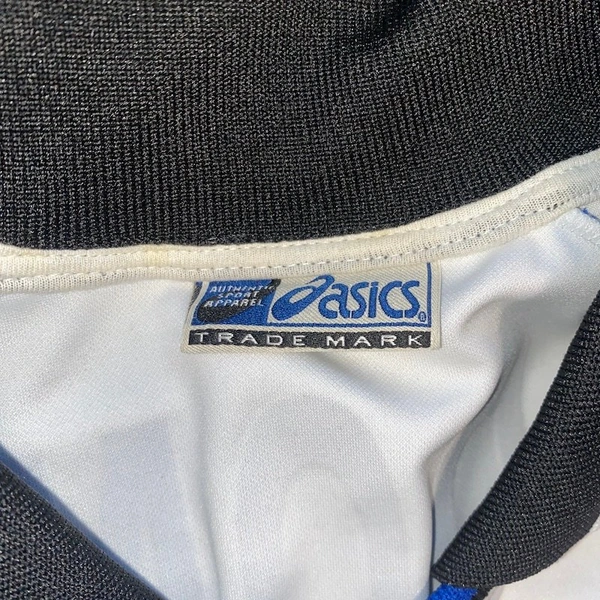 AUTHENTIC
SPORT
APPAREL
asics
®
TRADE MARK